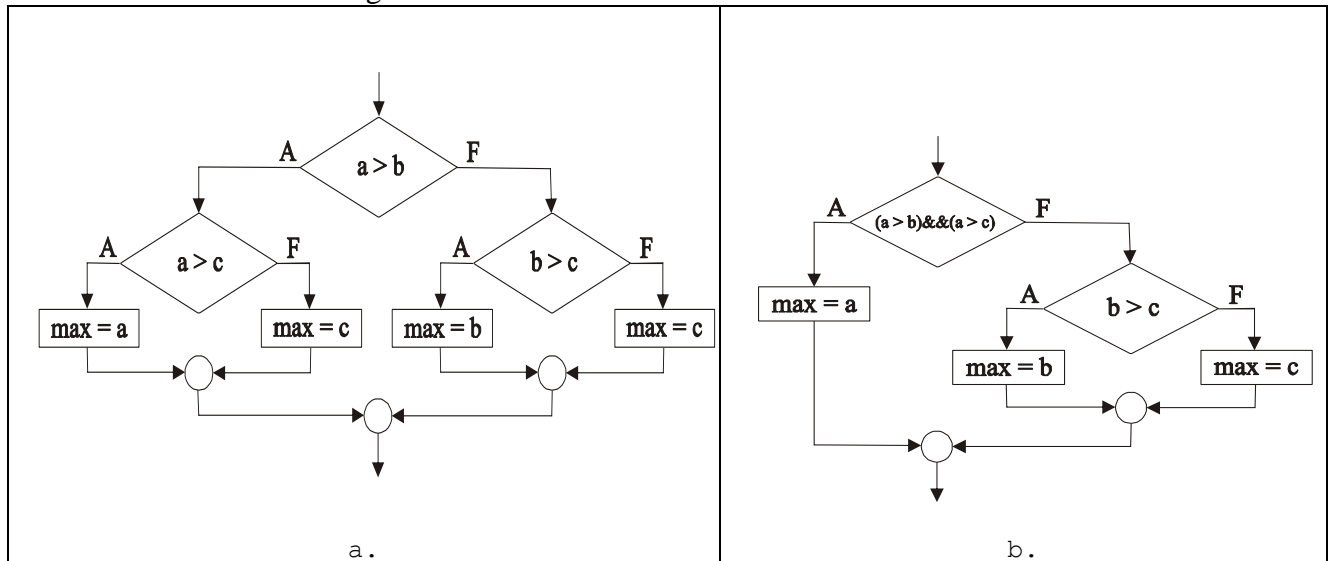 A
a > b
F
A
a > c
F
A
b > c
F
max = a
max = c
max = b
max = c
a.
A
(a > b)&&(a > c)
F
max = a
A
b > c
F
max = b
max = c
b.